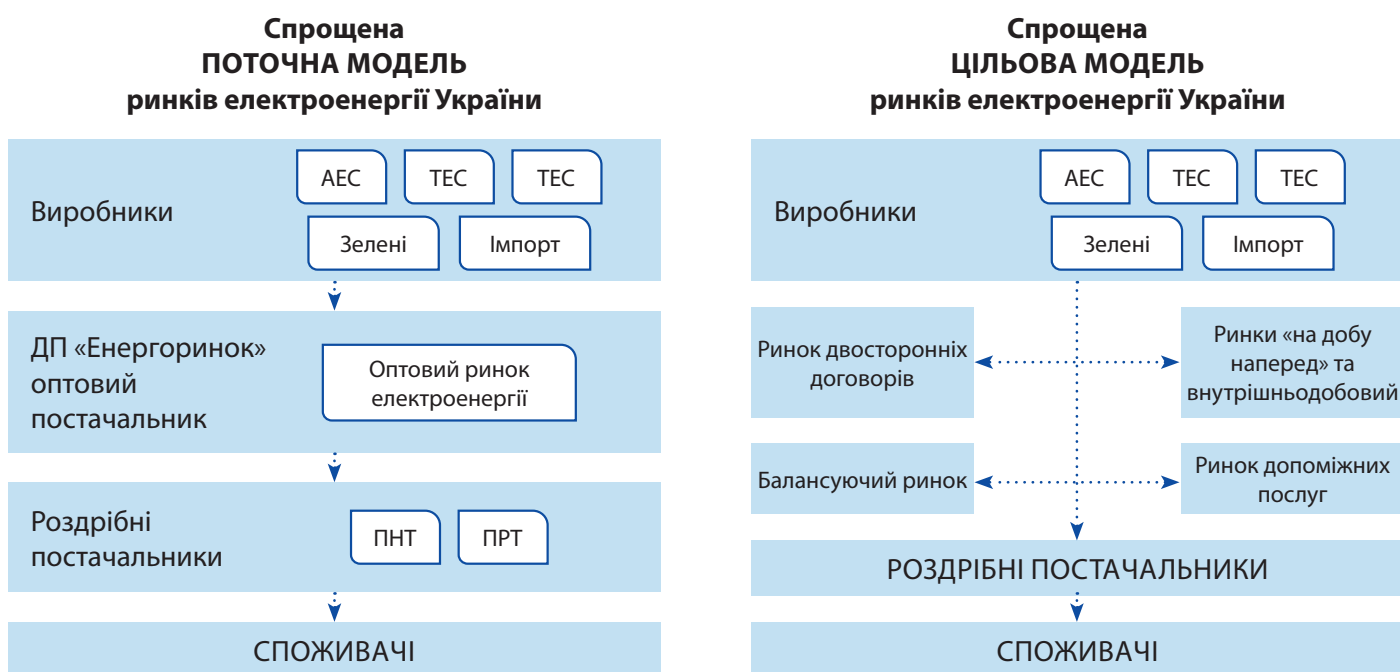 Спрощена
ПОТОЧНА МОДЕЛЬ
ринків електроенергії України
Виробники
АЕС
ТЕС
ТЕС
Зелені
Імпорт
ДП «Енергоринок»
оптовий
постачальник
Оптовий ринок
електроенергії
Роздрібні
постачальники
ПНТ
ПРТ
СПОЖИВАЧІ
Спрощена
ЦІЛЬОВА МОДЕЛЬ
ринків електроенергії України
Виробники
АЕС
ТЕС
ТЕС
Зелені
Імпорт
Ринок двосторонніх
договорів
Ринки «на добу
наперед» та
внутрішньодобовий
Балансуючий ринок
Ринок допоміжних
послуг
РОЗДРІБНІ ПОСТАЧАЛЬНИКИ
СПОЖИВАЧІ